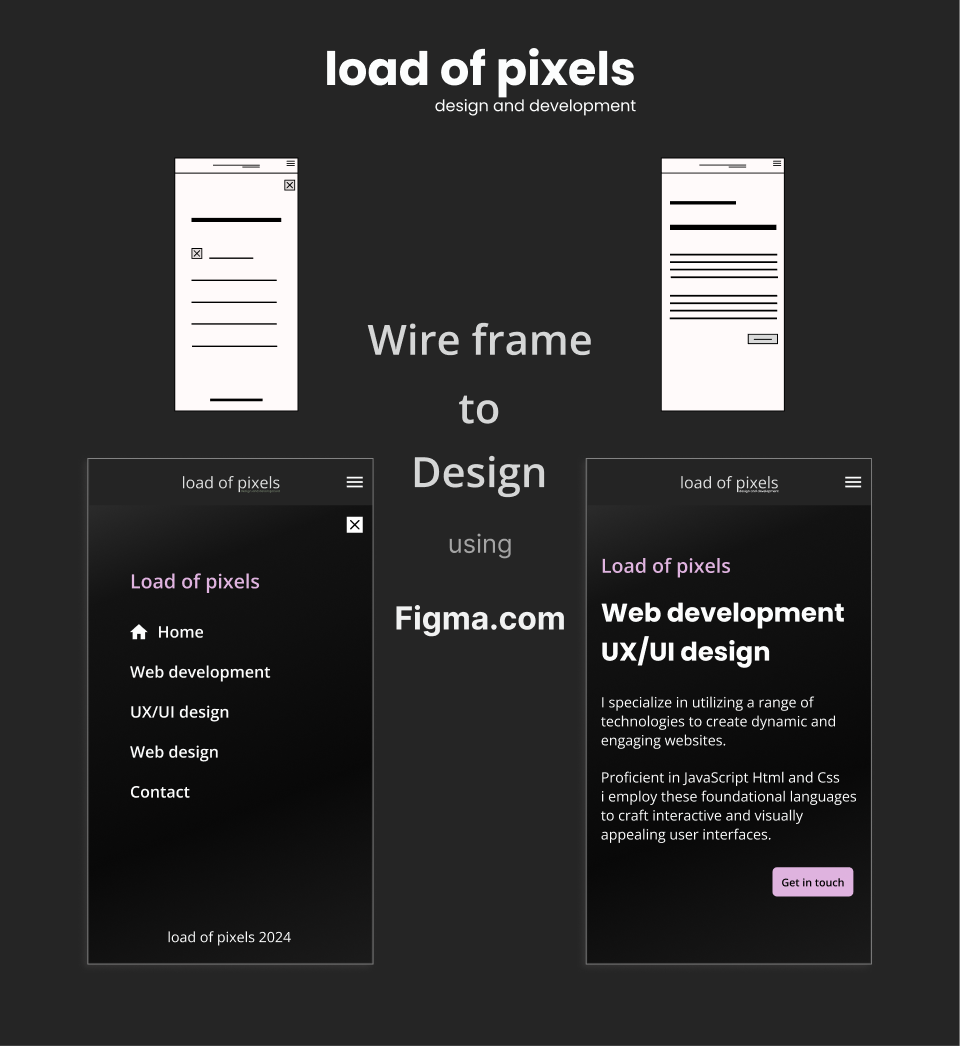 load of pixels
design and development
Wire frame
to
Design
using
Figma.com
load of pixels
Load of pixels
Home
Web development
UX/UI design
Web design
Contact
load of pixels 2024
load of pixels
design and development
Load of pixels
Web development
UX/UI design
I specialize in utilizing a range of
technologies to create dynamic and
engaging websites.
Proficient in JavaScript Html and Css
i employ these foundational languages
to craft interactive and visually
appealing user interfaces.
Get in touch